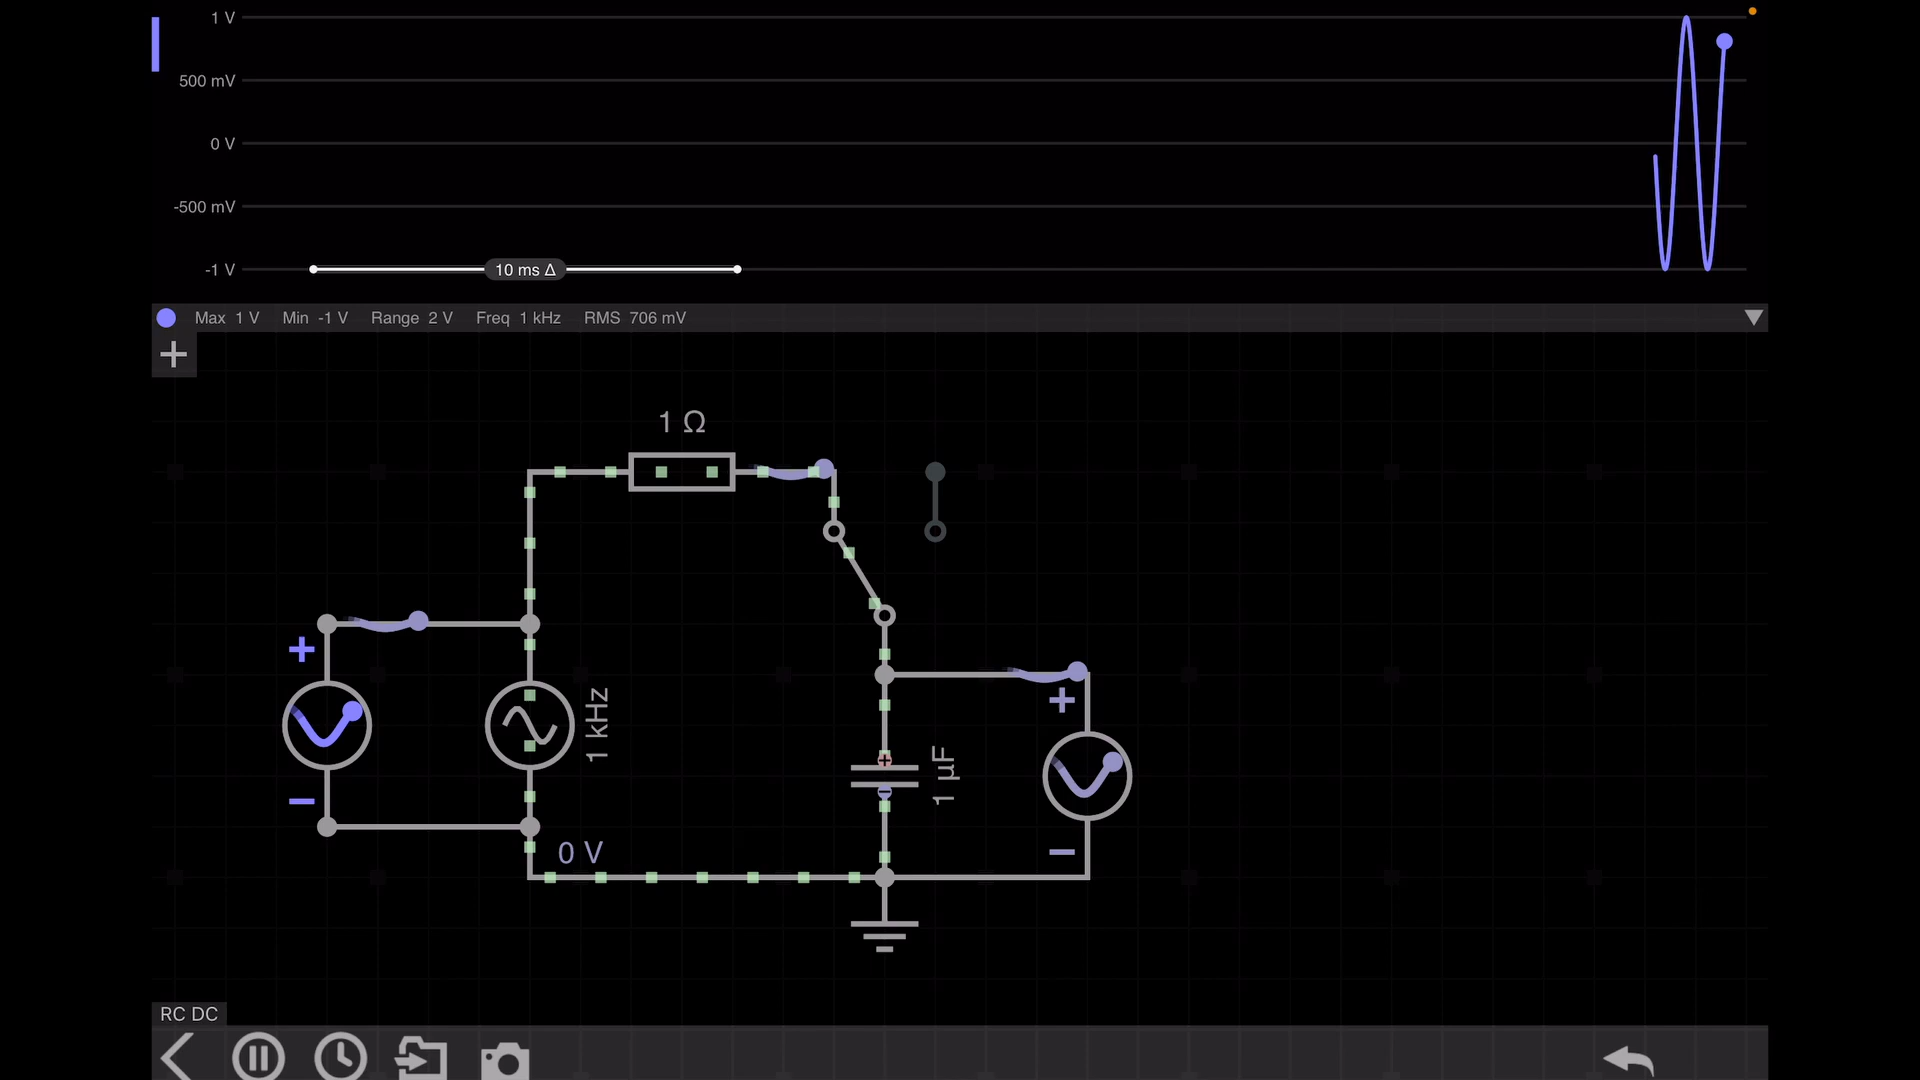 1 V
500 mV
0 V
-500 mV
-1 V
10 ms Δ
Max 1 V Min -1 V Range 2 V Freq 1 kHz RMS 706 mV
1 Ω
1 kHz
1 µF
0 V
RC DC